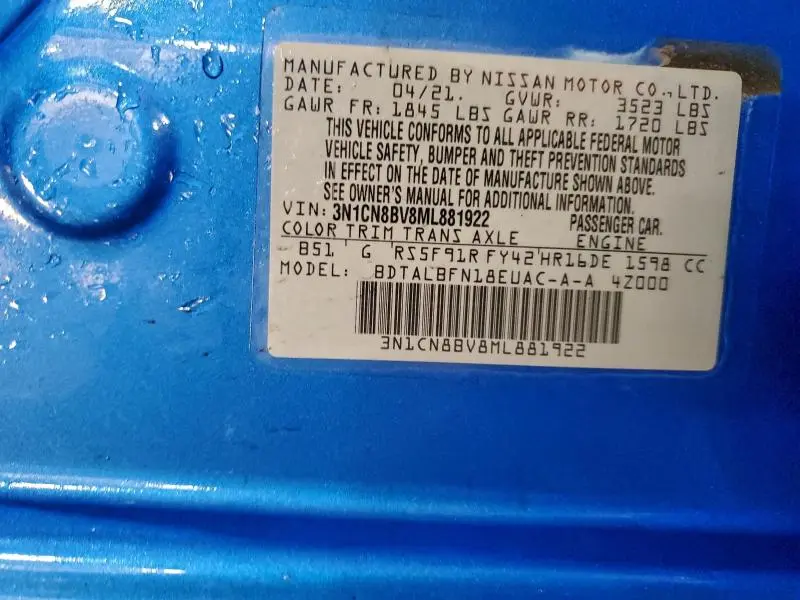 MANUFACTURED BY NISSAN MOTOR CO.,LTD.
DATE: 04/21. GVWR: 3523 LBS
GAWR FR: 1845 LBS GAWR RR: 1720 LBS
THIS VEHICLE CONFORMS TO ALL APPLICABLE FEDERAL MOTOR
VEHICLE SAFETY, BUMPER AND THEFT PREVENTION STANDARDS
IN EFFECT ON THE DATE OF MANUFACTURE SHOWN ABOVE.
SEE OWNER'S MANUAL FOR ADDITIONAL INFORMATION.
VIN: 3N1CN8BV8ML881922 PASSENGER CAR.
COLOR TRIM TRANS AXLE ENGINE
B51 G RS5F91R FY42 HR16DE 1598 CC
MODEL: BDTALBFN18EUAC-A-A 4Z000
3N1CN8BV8ML881922